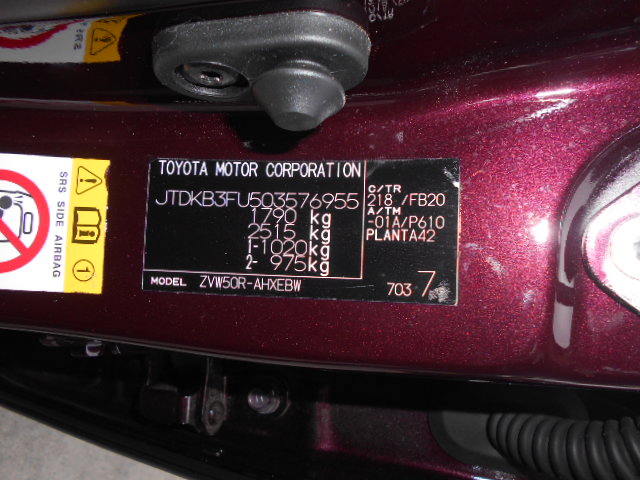 TOYOTA MOTOR CORPORATION
JTDKB3FU503576955
1790 kg
2515 kg
1-1020kg
2- 975kg
MODEL ZVW50R-AHXEBW
C/TR
218 /FB20
A/TM
-01A/P610
PLANTA42
703 7
SRS SIDE AIRBAG